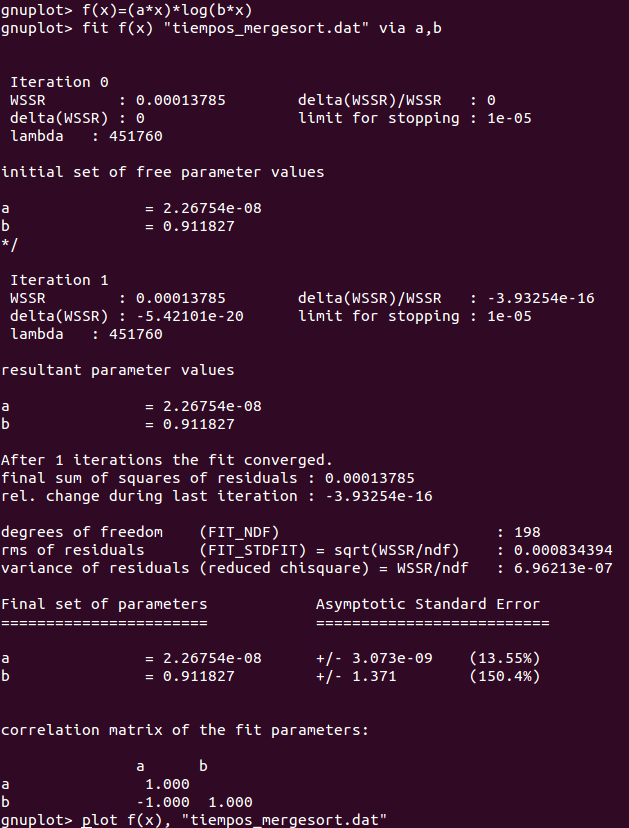 gnuplot> f(x)=(a*x)*log(b*x)
gnuplot> fit f(x) "tiempos_mergesort.dat" via a,b
Iteration 0
WSSR : 0.00013785 delta(WSSR)/WSSR : 0
delta(WSSR) : 0 limit for stopping : 1e-05
lambda : 451760
initial set of free parameter values
a = 2.26754e-08
b = 0.911827
*/
Iteration 1
WSSR : 0.00013785 delta(WSSR)/WSSR : -3.93254e-16
delta(WSSR) : -5.42101e-20 limit for stopping : 1e-05
lambda : 451760
resultant parameter values
a = 2.26754e-08
b = 0.911827
After 1 iterations the fit converged.
final sum of squares of residuals : 0.00013785
rel. change during last iteration : -3.93254e-16
degrees of freedom (FIT_NDF) : 198
rms of residuals (FIT_STDFIT) = sqrt(WSSR/ndf) : 0.000834394
variance of residuals (reduced chisquare) = WSSR/ndf : 6.96213e-07
Final set of parameters Asymptotic Standard Error
======================= ==========================
a = 2.26754e-08 +/- 3.073e-09 (13.55%)
b = 0.911827 +/- 1.371 (150.4%)
correlation matrix of the fit parameters:
a b
a 1.000
b -1.000 1.000
gnuplot> plot f(x), "tiempos_mergesort.dat"